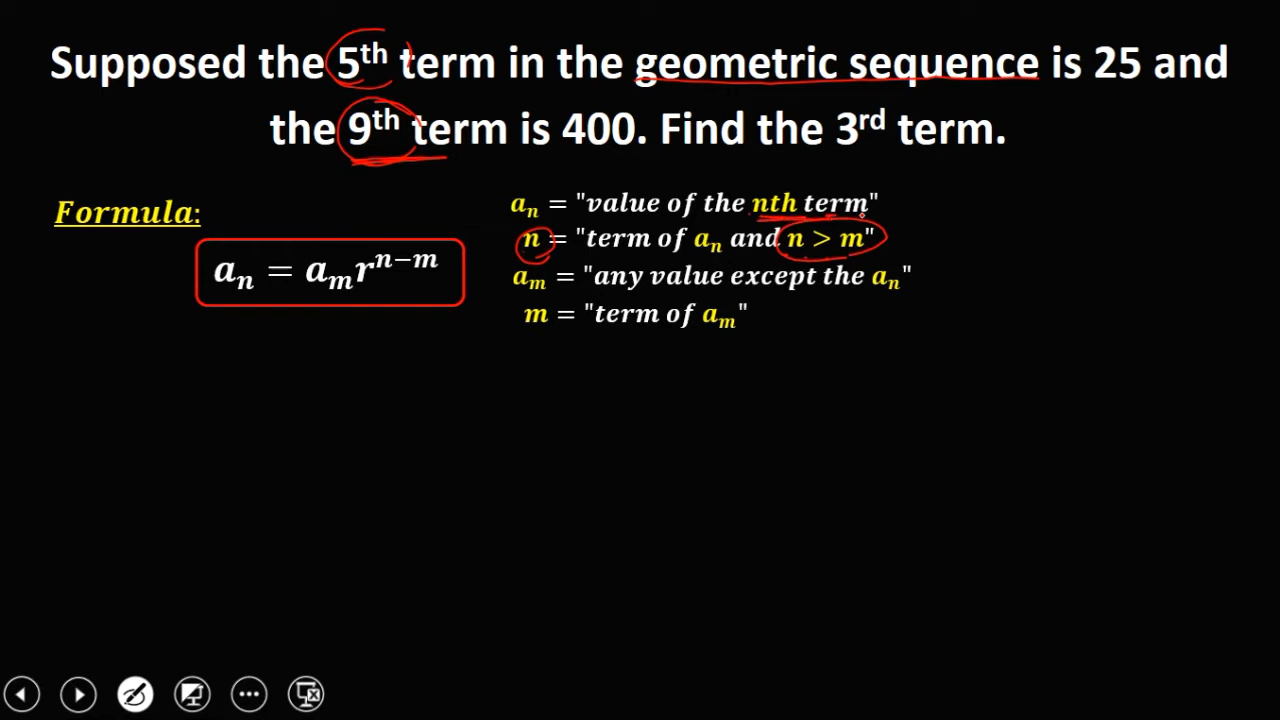 Supposed the 5th term in the geometric sequence is 25 and
the 9th term is 400. Find the 3rd term.
Formula:
aₙ = aₘrⁿ⁻ᵐ
aₙ = "value of the nth term"
n = "term of aₙ and n > m"
aₘ = "any value except the aₙ"
m = "term of aₘ"